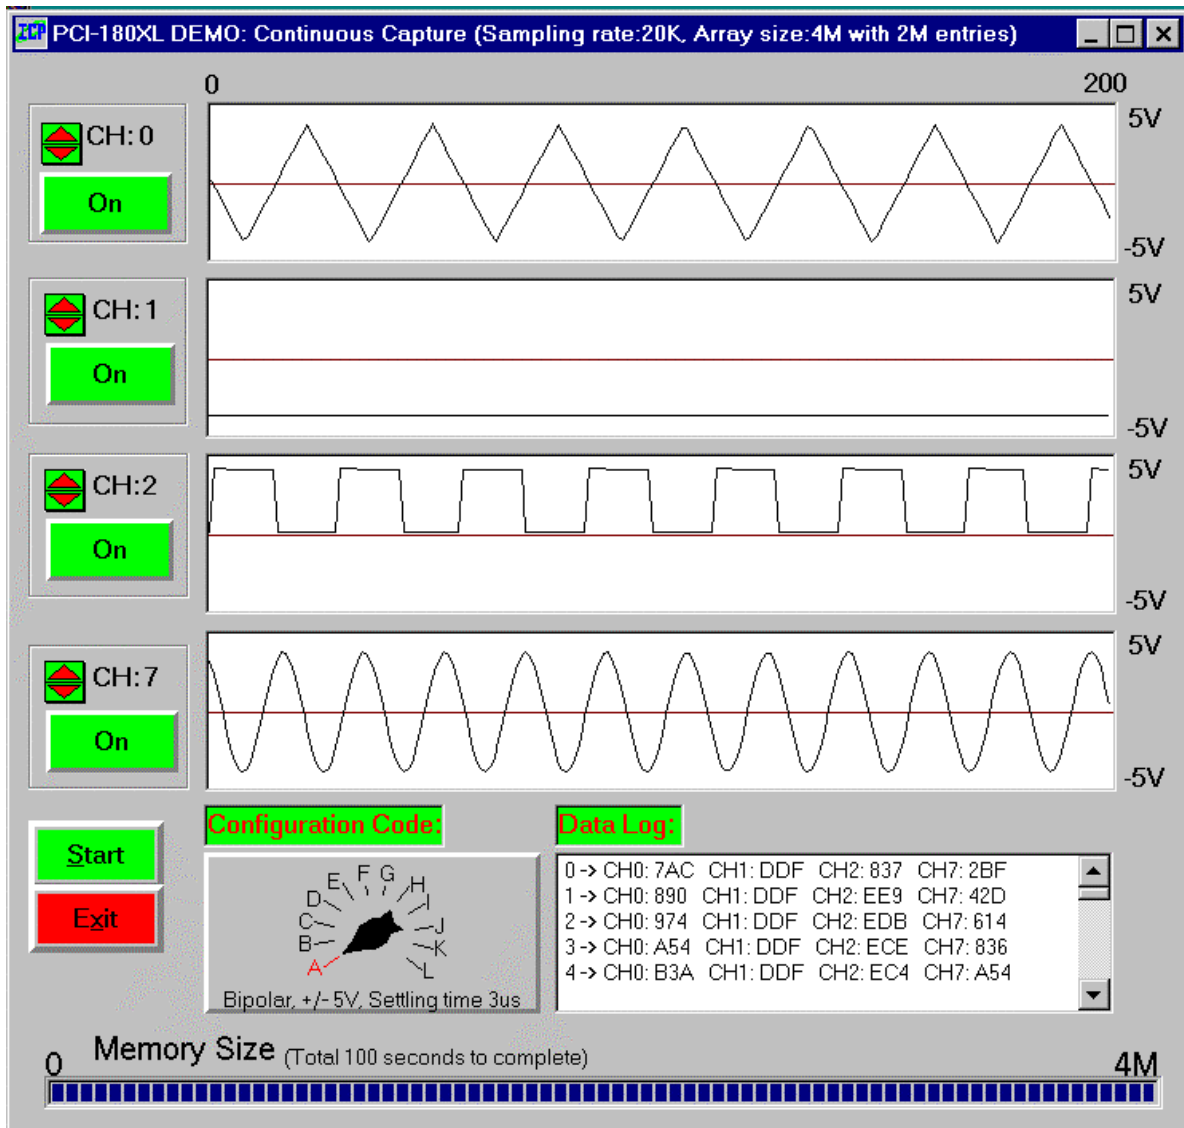 ICP PCI-180XL DEMO: Continuous Capture (Sampling rate:20K, Array size:4M with 2M entries)
0 200
CH: 0
On
5V
-5V
CH: 1
On
5V
-5V
CH:2
On
5V
-5V
CH:7
On
5V
-5V
Start
Exit
Configuration Code:
A B C D E F G H I J K L
Bipolar, +/- 5V, Settling time 3us
Data Log:
0 -> CH0: 7AC CH1: DDF CH2: 837 CH7: 2BF
1 -> CH0: 890 CH1: DDF CH2: EE9 CH7: 42D
2 -> CH0: 974 CH1: DDF CH2: EDB CH7: 614
3 -> CH0: A54 CH1: DDF CH2: ECE CH7: 836
4 -> CH0: B3A CH1: DDF CH2: EC4 CH7: A54
Memory Size (Total 100 seconds to complete)
0 4M